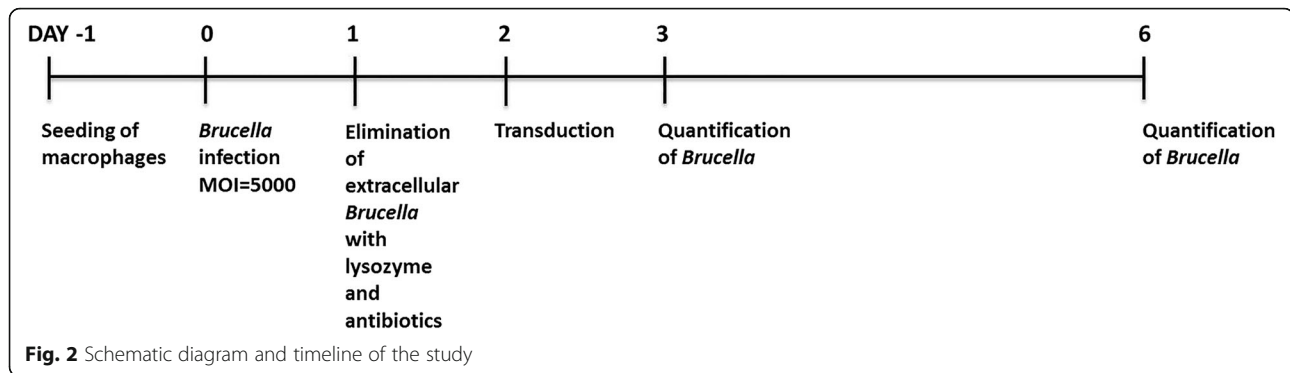 DAY -1 0 1 2 3 6
Seeding of
macrophages
Brucella
infection
MOI=5000
Elimination
of
extracellular
Brucella
with
lysozyme
and
antibiotics
Transduction
Quantification
of Brucella
Quantification
of Brucella
Fig. 2 Schematic diagram and timeline of the study